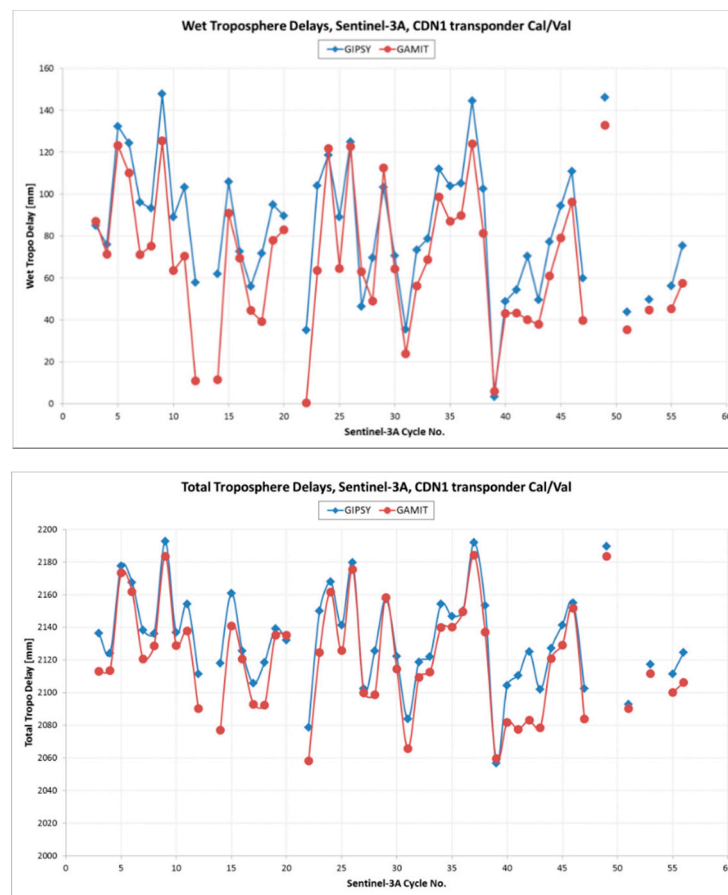 Wet Troposphere Delays, Sentinel-3A, CDN1 transponder Cal/Val
GIPSY GAMIT
Wet Tropo Delay [mm]
160
140
120
100
80
60
40
20
0
0 5 10 15 20 25 30 35 40 45 50 55 60
Sentinel-3A Cycle No.
Total Troposphere Delays, Sentinel-3A, CDN1 transponder Cal/Val
GIPSY GAMIT
Total Tropo Delay [mm]
2200
2180
2160
2140
2120
2100
2080
2060
2040
2020
2000
0 5 10 15 20 25 30 35 40 45 50 55 60
Sentinel-3A Cycle No.